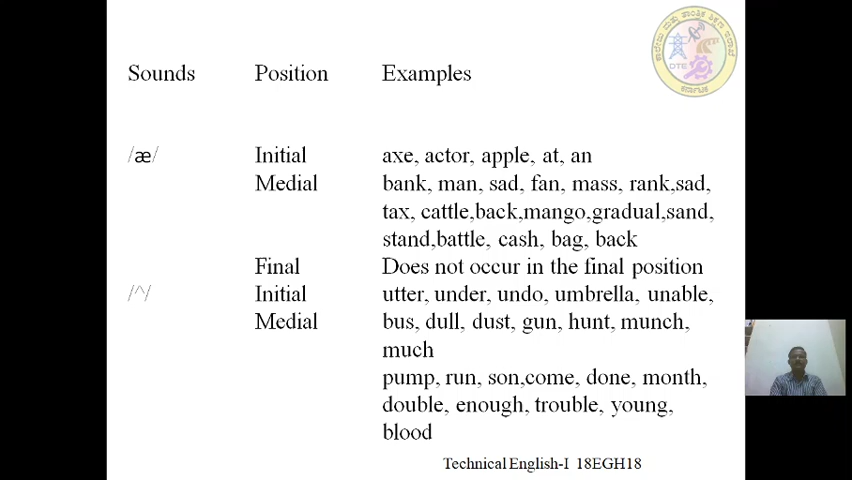 Sounds Position Examples
/æ/ Initial axe, actor, apple, at, an
Medial bank, man, sad, fan, mass, rank,sad,
tax, cattle,back,mango,gradual,sand,
stand,battle, cash, bag, back
Final Does not occur in the final position
/^/ Initial utter, under, undo, umbrella, unable,
Medial bus, dull, dust, gun, hunt, munch,
much
pump, run, son,come, done, month,
double, enough, trouble, young,
blood
Technical English-I 18EGH18
DTE